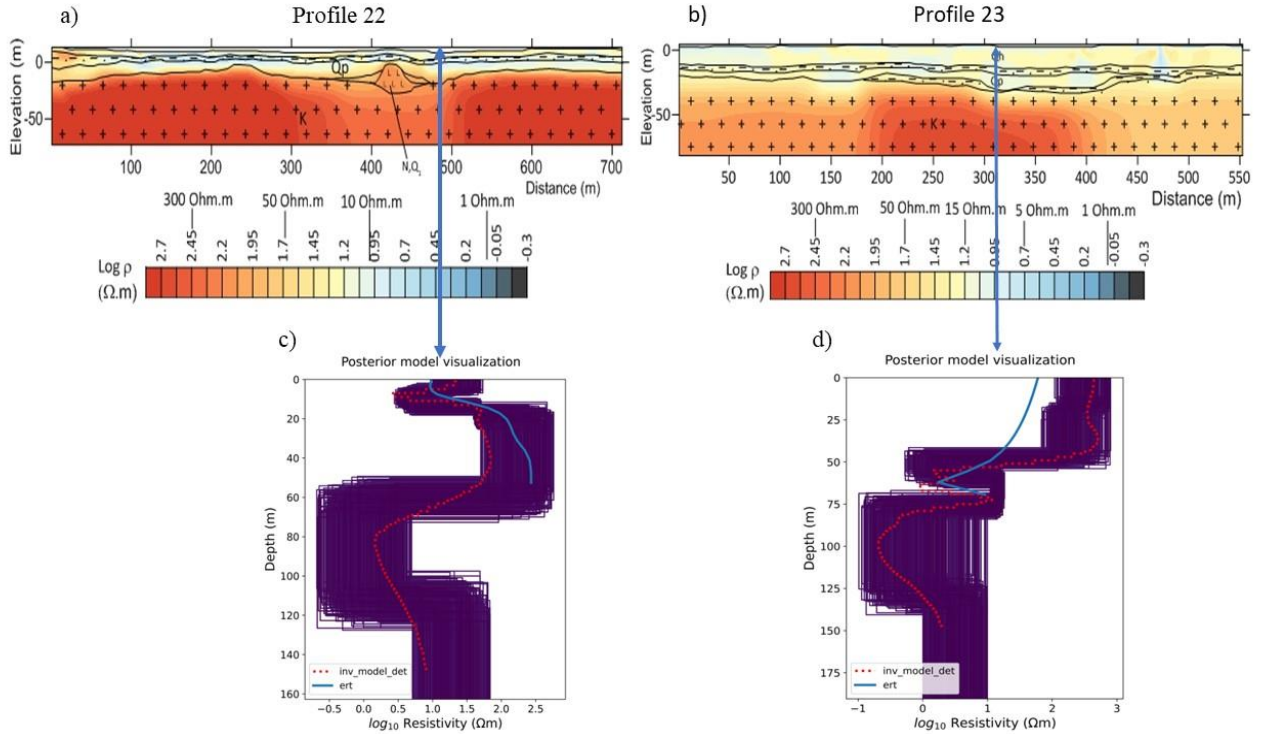 a)
Profile 22
b)
Profile 23
Elevation (m)
0
-50
Qp
K
N₂Q₁
100
200
300
400
500
600
700
Distance (m)
Elevation (m)
0
-50
K
50
100
150
200
250
300
350
400
450
500
550
Distance (m)
300 Ohm.m
50 Ohm.m
10 Ohm.m
1 Ohm.m
2.7
2.45
2.2
1.95
1.7
1.45
1.2
0.95
0.7
0.45
0.2
-0.05
-0.3
Log ρ
(Ω.m)
300 Ohm.m
50 Ohm.m
15 Ohm.m
5 Ohm.m
1 Ohm.m
2.7
2.45
2.2
1.95
1.7
1.45
1.2
0.95
0.7
0.45
0.2
-0.05
-0.3
Log ρ
(Ω.m)
c)
Posterior model visualization
0
20
40
60
80
100
120
140
160
Depth (m)
inv_model_det
ert
−0.5
0.0
0.5
1.0
1.5
2.0
2.5
log₁₀ Resistivity (Ωm)
d)
Posterior model visualization
0
25
50
75
100
125
150
175
Depth (m)
inv_model_det
ert
−1
0
1
2
3
log₁₀ Resistivity (Ωm)